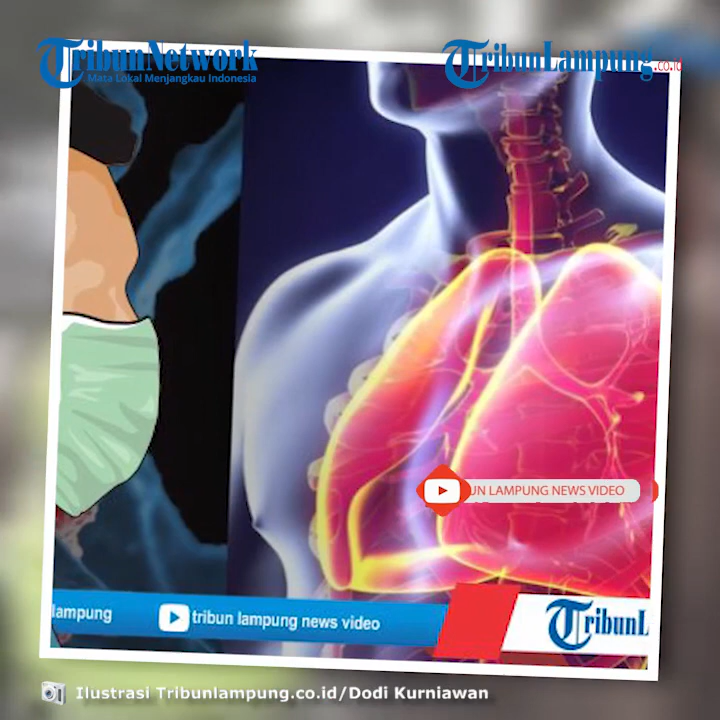 TribunNetwork
Mata Lokal Menjangkau Indonesia
TribunLampung.co.id
UN LAMPUNG NEWS VIDEO
lampung
tribun lampung news video
TribunL
Ilustrasi Tribunlampung.co.id/Dodi Kurniawan